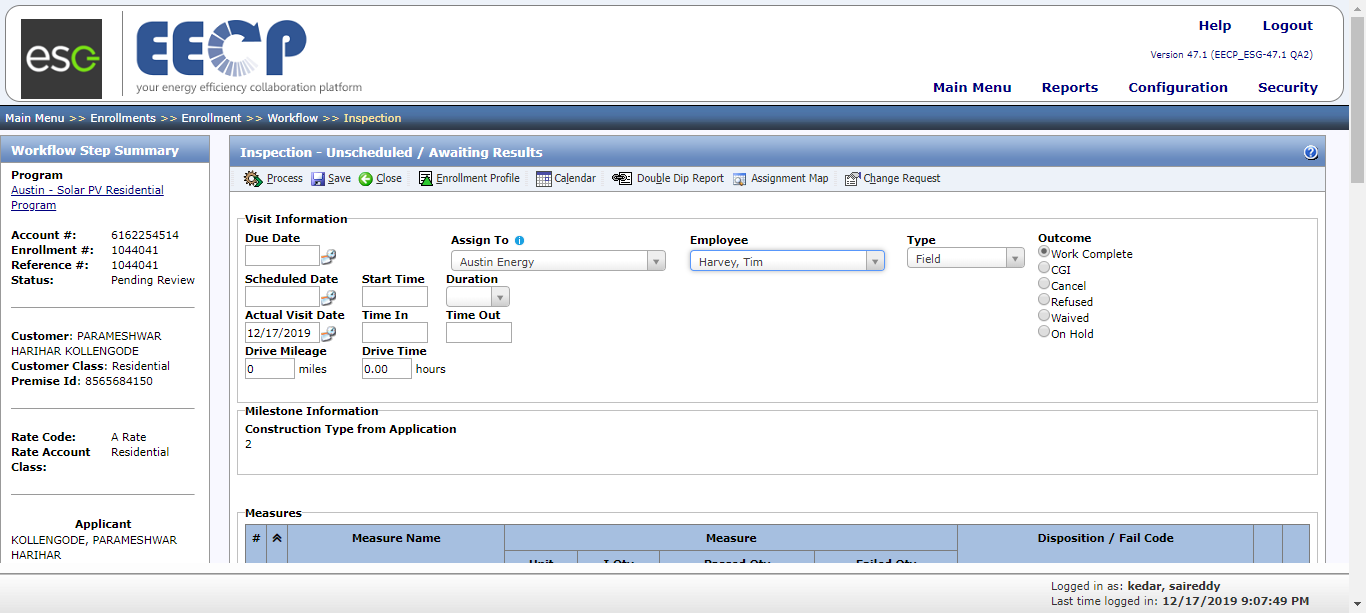 esg
EECP
your energy efficiency collaboration platform
Help Logout
Version 47.1 (EECP_ESG-47.1 QA2)
Main Menu Reports Configuration Security
Main Menu >> Enrollments >> Enrollment >> Workflow >> Inspection
Workflow Step Summary
Program
Austin - Solar PV Residential
Program
Account #: 6162254514
Enrollment #: 1044041
Reference #: 1044041
Status: Pending Review
Customer: PARAMESHWAR
HARIHAR KOLLENGODE
Customer Class: Residential
Premise Id: 8565684150
Rate Code: A Rate
Rate Account Residential
Class:
Applicant
KOLLENGODE, PARAMESHWAR
HARIHAR
Inspection - Unscheduled / Awaiting Results
Process Save Close Enrollment Profile Calendar Double Dip Report Assignment Map Change Request
Visit Information
Due Date Assign To Employee Type Outcome
Austin Energy Harvey, Tim Field
Work Complete
CGI
Cancel
Refused
Waived
On Hold
Scheduled Date Start Time Duration
Actual Visit Date Time In Time Out
12/17/2019
Drive Mileage Drive Time
0 miles 0.00 hours
Milestone Information
Construction Type from Application
2
Measures
# Measure Name Measure Disposition / Fail Code
Unit I Qty Passed Qty Failed Qty
Logged in as: kedar, saireddy
Last time logged in: 12/17/2019 9:07:49 PM